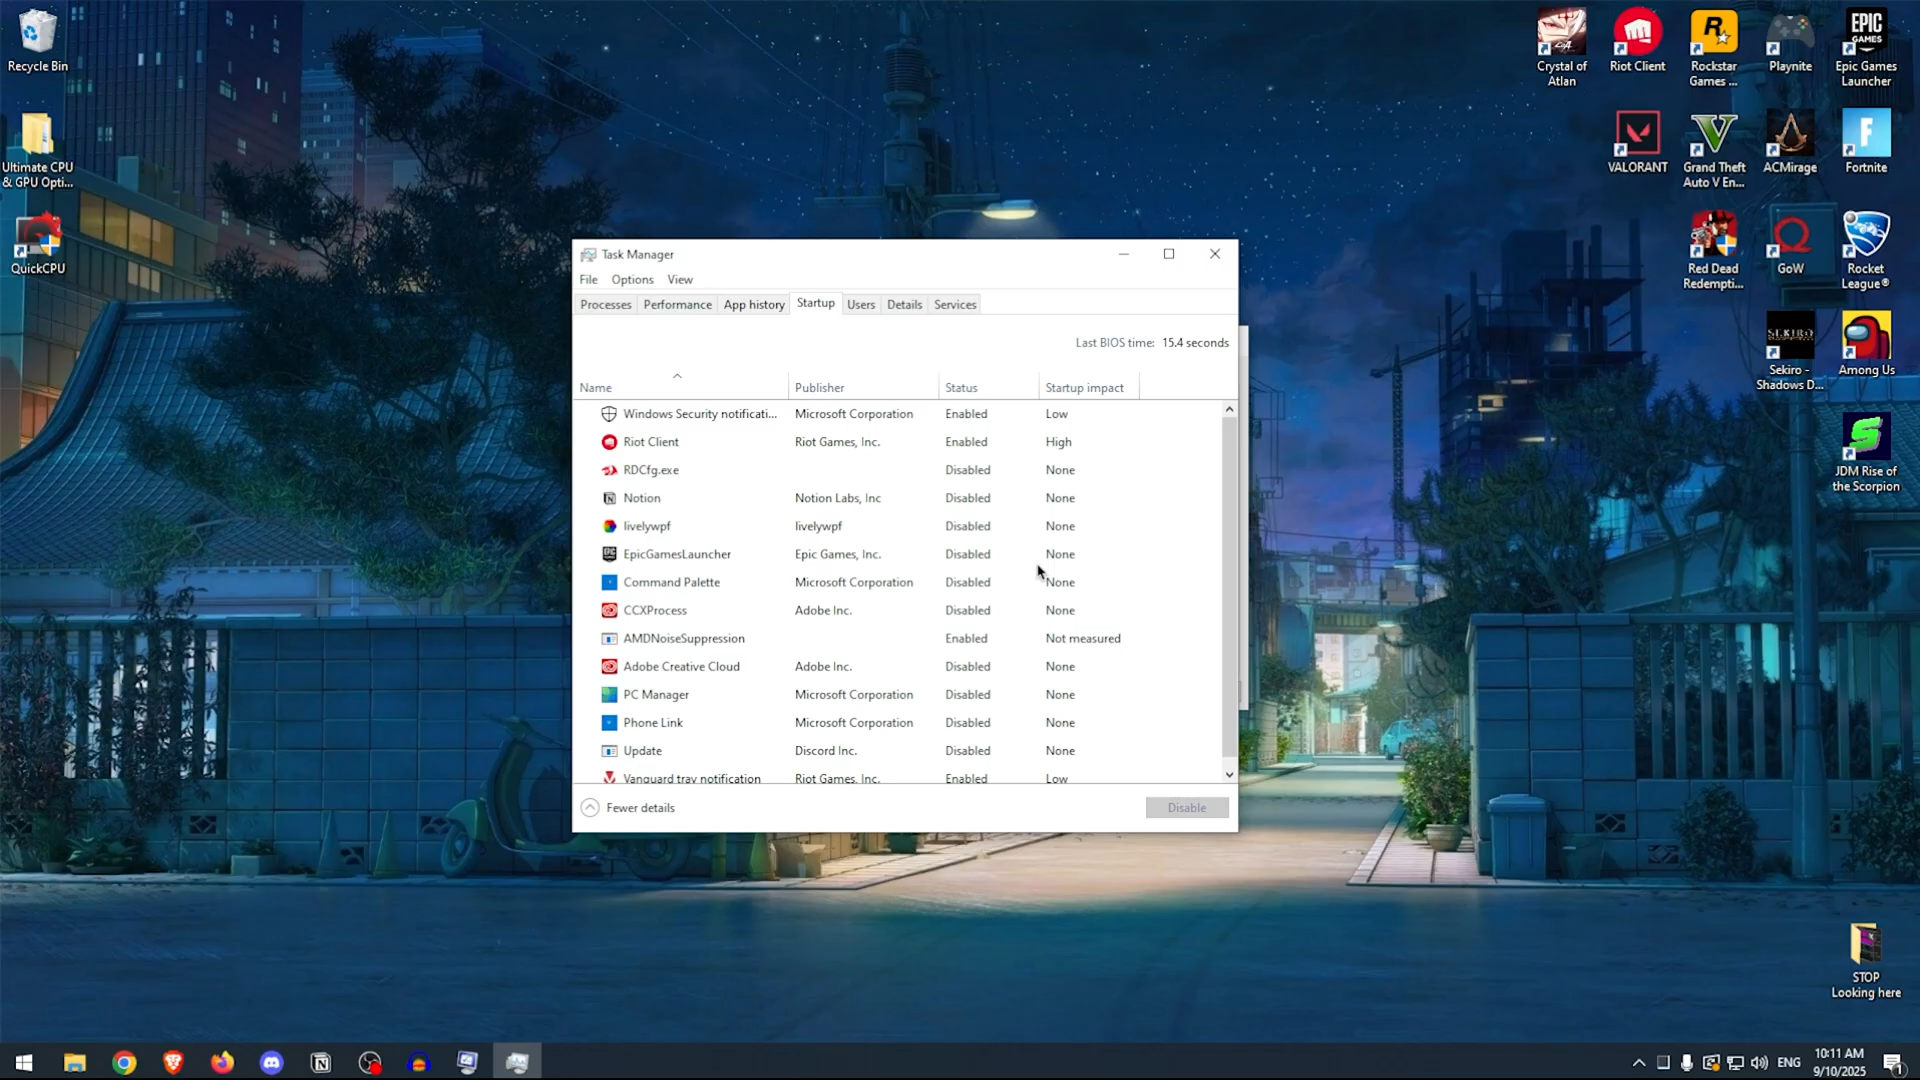 Recycle Bin
Ultimate CPU
& GPU Opti...
QuickCPU
Crystal of
Atlan
Riot Client
Rockstar
Games ...
Playnite
EPIC
GAMES
Epic Games
Launcher
VALORANT
Grand Theft
Auto V En...
ACMirage
Fortnite
Red Dead
Redempti...
GoW
Rocket
League®
SEKIRO
Sekiro -
Shadows D...
Among Us
JDM Rise of
the Scorpion
STOP
Looking here
Task Manager
File Options View
Processes Performance App history Startup Users Details Services
Last BIOS time: 15.4 seconds
Name Publisher Status Startup impact
Windows Security notificati... Microsoft Corporation Enabled Low
Riot Client Riot Games, Inc. Enabled High
RDCfg.exe Disabled None
Notion Notion Labs, Inc Disabled None
livelywpf livelywpf Disabled None
EpicGamesLauncher Epic Games, Inc. Disabled None
Command Palette Microsoft Corporation Disabled None
CCXProcess Adobe Inc. Disabled None
AMDNoiseSuppression Enabled Not measured
Adobe Creative Cloud Adobe Inc. Disabled None
PC Manager Microsoft Corporation Disabled None
Phone Link Microsoft Corporation Disabled None
Update Discord Inc. Disabled None
Vanguard tray notification Riot Games, Inc. Enabled Low
Fewer details Disable
ENG
10:11 AM
9/10/2025
1